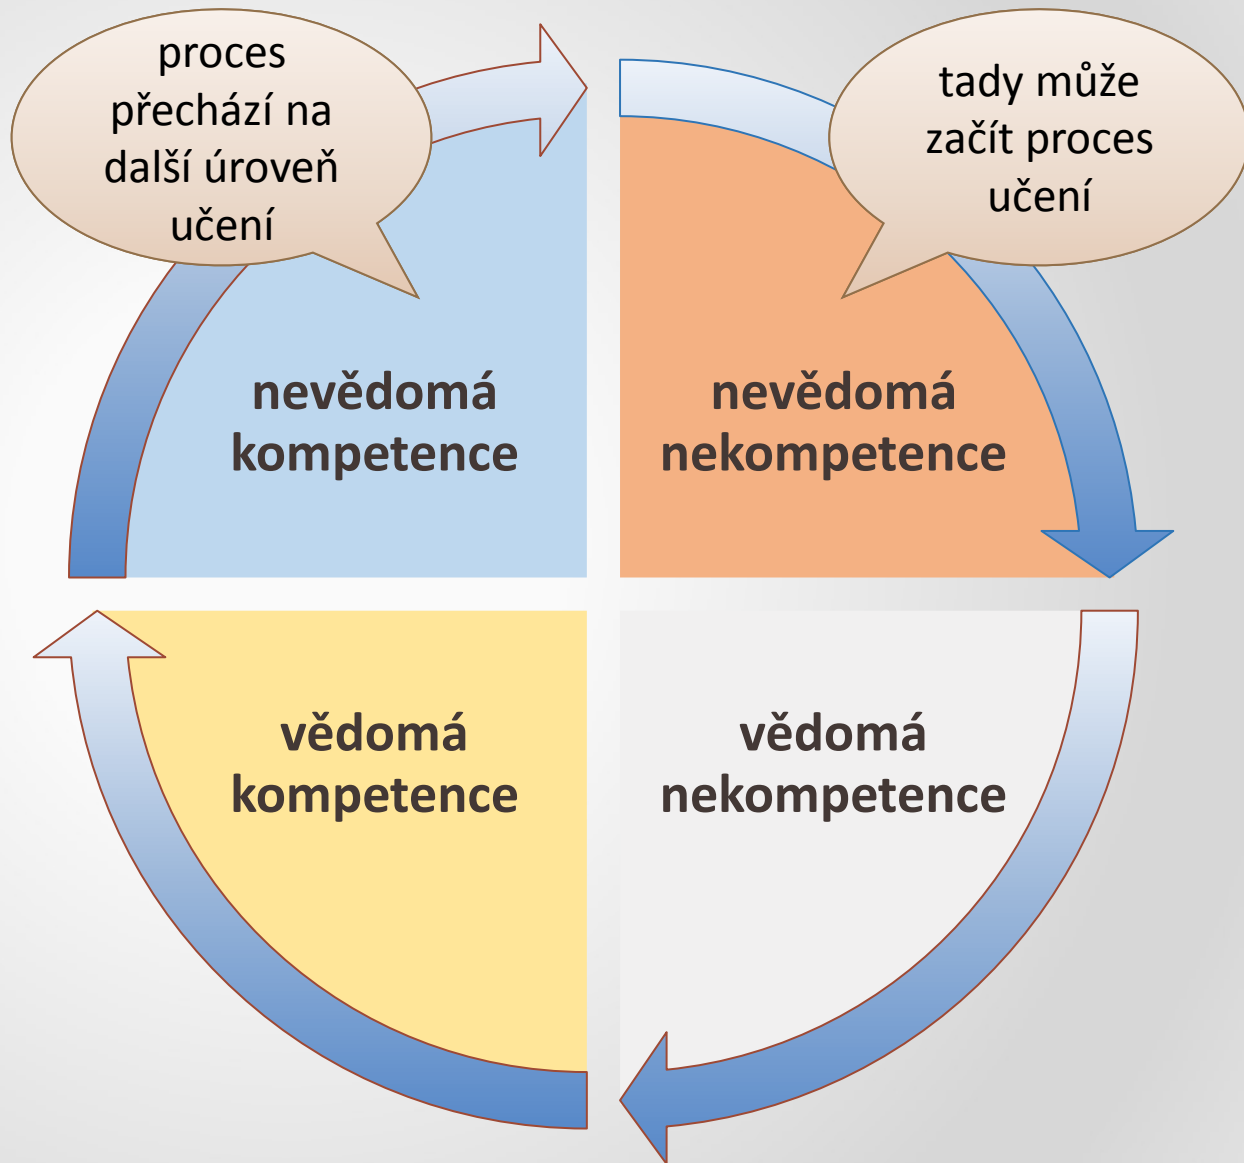 proces
přechází na
další úroveň
učení
tady může
začít proces
učení
nevědomá
kompetence
nevědomá
nekompetence
vědomá
kompetence
vědomá
nekompetence